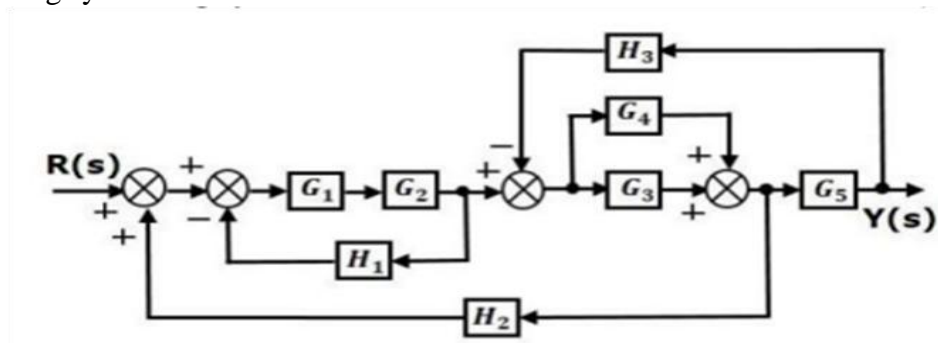 H₃
G₄
R(s) + − + +
G₁ G₂ G₃ G₅
+ − + Y(s)
+
H₁
H₂